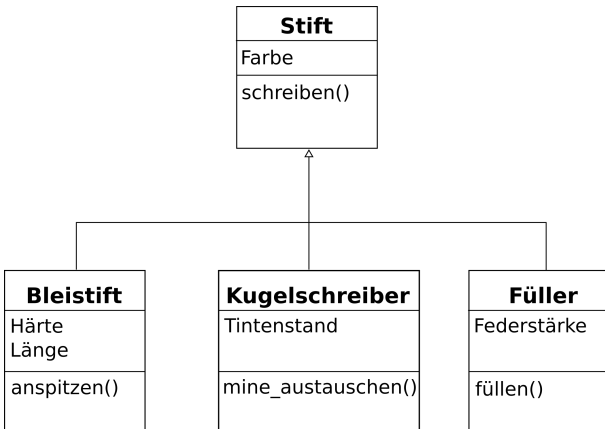 Stift
Farbe
schreiben()
Bleistift
Härte
Länge
anspitzen()
Kugelschreiber
Tintenstand
mine_austauschen()
Füller
Federstärke
füllen()